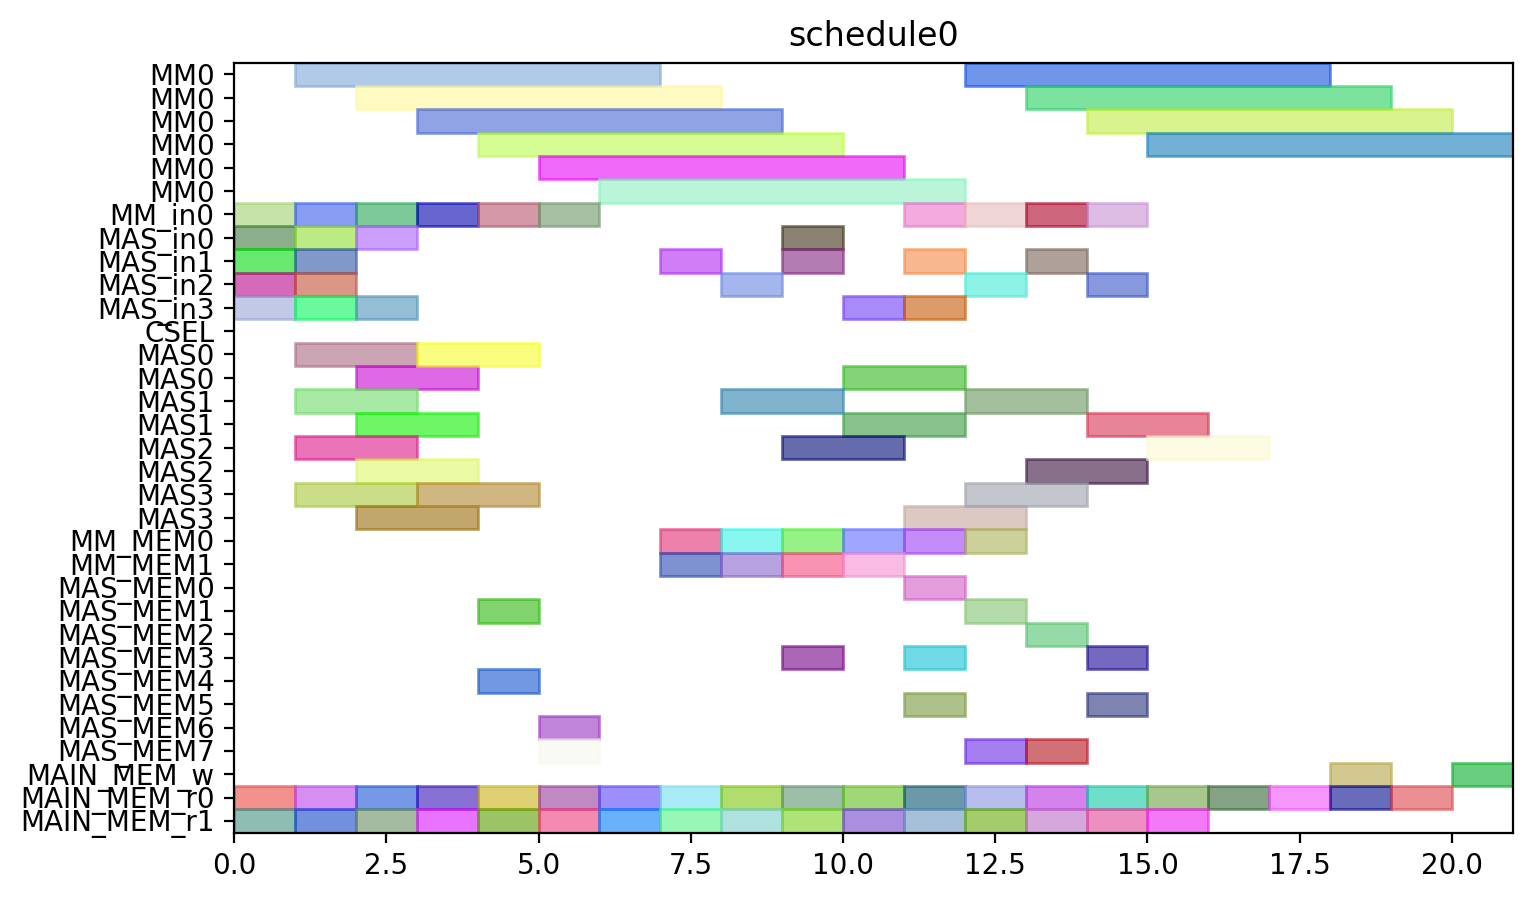 schedule0
MM0
MM0
MM0
MM0
MM0
MM0
MM_in0
MAS_in0
MAS_in1
MAS_in2
MAS_in3
CSEL
MAS0
MAS0
MAS1
MAS1
MAS2
MAS2
MAS3
MAS3
MM_MEM0
MM_MEM1
MAS_MEM0
MAS_MEM1
MAS_MEM2
MAS_MEM3
MAS_MEM4
MAS_MEM5
MAS_MEM6
MAS_MEM7
MAIN_MEM_w
MAIN_MEM_r0
MAIN_MEM_r1
0.0 2.5 5.0 7.5 10.0 12.5 15.0 17.5 20.0